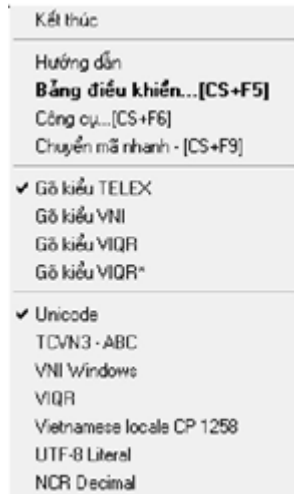 Kết thúc
Hướng dẫn
Bảng điều khiển...[CS+F5]
Công cụ...[CS+F6]
Chuyển mã nhanh - [CS+F9]
✔ Gõ kiểu TELEX
Gõ kiểu VNI
Gõ kiểu VIQR
Gõ kiểu VIQR*
✔ Unicode
TCVN3 - ABC
VNI Windows
VIQR
Vietnamese locale CP 1258
UTF-8 Literal
NCR Decimal